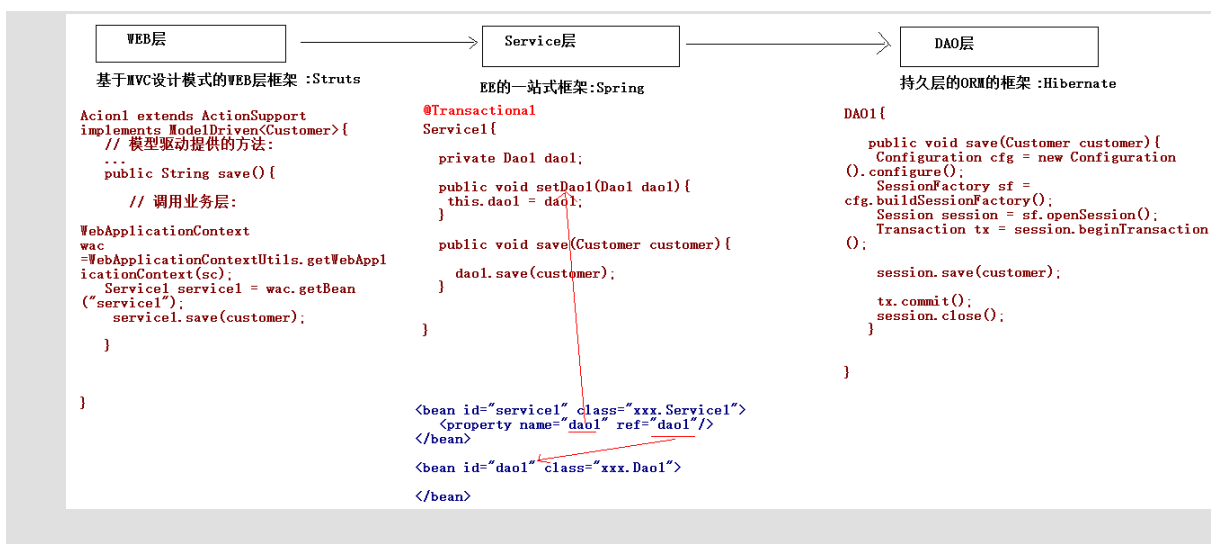 WEB层
Service层
DAO层
基于MVC设计模式的WEB层框架 :Struts
EE的一站式框架:Spring
持久层的ORM的框架 :Hibernate
Acion1 extends ActionSupport
implements ModelDriven<Customer>{
// 模型驱动提供的方法:
...
public String save(){
// 调用业务层:
WebApplicationContext
wac
=WebApplicationContextUtils.getWebAppl
icationContext(sc);
Service1 service1 = wac.getBean
("service1");
service1.save(customer);
}
}
@Transactional
Service1{
private Dao1 dao1;
public void setDao1(Dao1 dao1){
this.dao1 = dao1;
}
public void save(Customer customer){
dao1.save(customer);
}
}
<bean id="service1" class="xxx.Service1">
<property name="dao1" ref="dao1"/>
</bean>
<bean id="dao1" class="xxx.Dao1">
</bean>
DAO1{
public void save(Customer customer){
Configuration cfg = new Configuration
().configure();
SessionFactory sf =
cfg.buildSessionFactory();
Session session = sf.openSession();
Transaction tx = session.beginTransaction
();
session.save(customer);
tx.commit();
session.close();
}
}